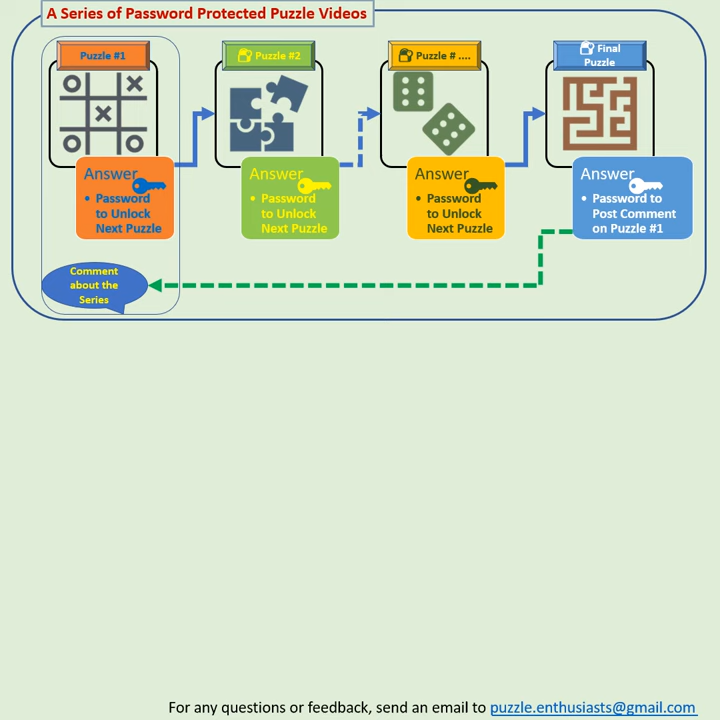 A Series of Password Protected Puzzle Videos
Puzzle #1
Puzzle #2
Puzzle # ....
Final
Puzzle
Answer
• Password
to Unlock
Next Puzzle
Answer
• Password
to Unlock
Next Puzzle
Answer
• Password
to Unlock
Next Puzzle
Answer
• Password to
Post Comment
on Puzzle #1
Comment
about the
Series
For any questions or feedback, send an email to puzzle.enthusiasts@gmail.com